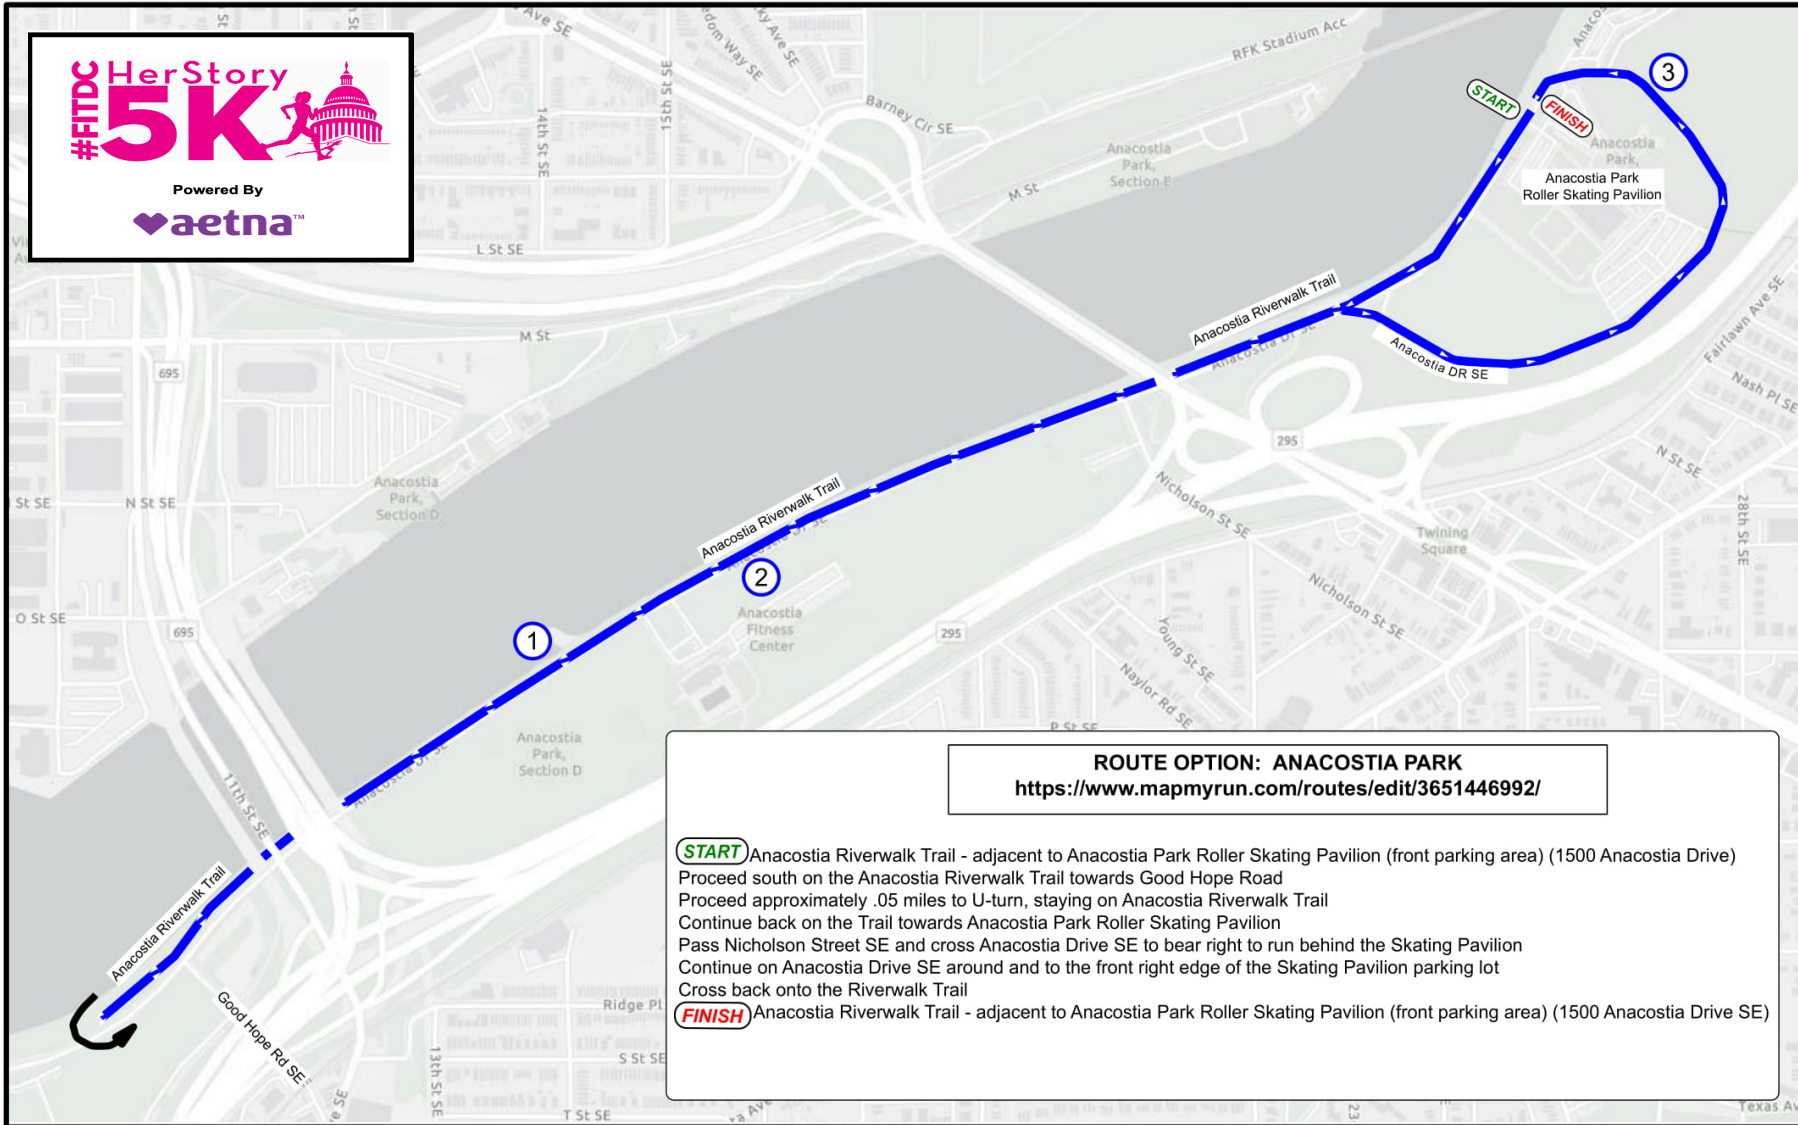 #FITDC
HerStory
5K
Powered By
aetna™
ROUTE OPTION: ANACOSTIA PARK
https://www.mapmyrun.com/routes/edit/3651446992/
START Anacostia Riverwalk Trail - adjacent to Anacostia Park Roller Skating Pavilion (front parking area) (1500 Anacostia Drive)
Proceed south on the Anacostia Riverwalk Trail towards Good Hope Road
Proceed approximately .05 miles to U-turn, staying on Anacostia Riverwalk Trail
Continue back on the Trail towards Anacostia Park Roller Skating Pavilion
Pass Nicholson Street SE and cross Anacostia Drive SE to bear right to run behind the Skating Pavilion
Continue on Anacostia Drive SE around and to the front right edge of the Skating Pavilion parking lot
Cross back onto the Riverwalk Trail
FINISH Anacostia Riverwalk Trail - adjacent to Anacostia Park Roller Skating Pavilion (front parking area) (1500 Anacostia Drive SE)
START
FINISH
3
Anacostia
Park,
Anacostia Park
Roller Skating Pavilion
RFK Stadium Acc
Ave SE
14th St SE
15th St SE
Barney Cir SE
Anacostia
Park,
Section E
M St
L St SE
M St
695
Anacostia Riverwalk Trail
Anacostia Dr SE
Anacostia DR SE
Fairlawn Ave SE
Nash Pl SE
N St SE
295
28th St SE
Twining
Square
Nicholson St SE
Nicholson St SE
Anacostia
Park,
Section D
St SE
N St SE
Anacostia Riverwalk Trail
2
1
Anacostia
Fitness
Center
295
O St SE
695
Young St SE
Naylor Rd SE
P St SE
Anacostia
Park,
Section D
Anacostia Dr SE
11th St SE
Anacostia Riverwalk Trail
Good Hope Rd SE
Ridge Pl
S St SE
13th St SE
T St SE
23
Texas Av